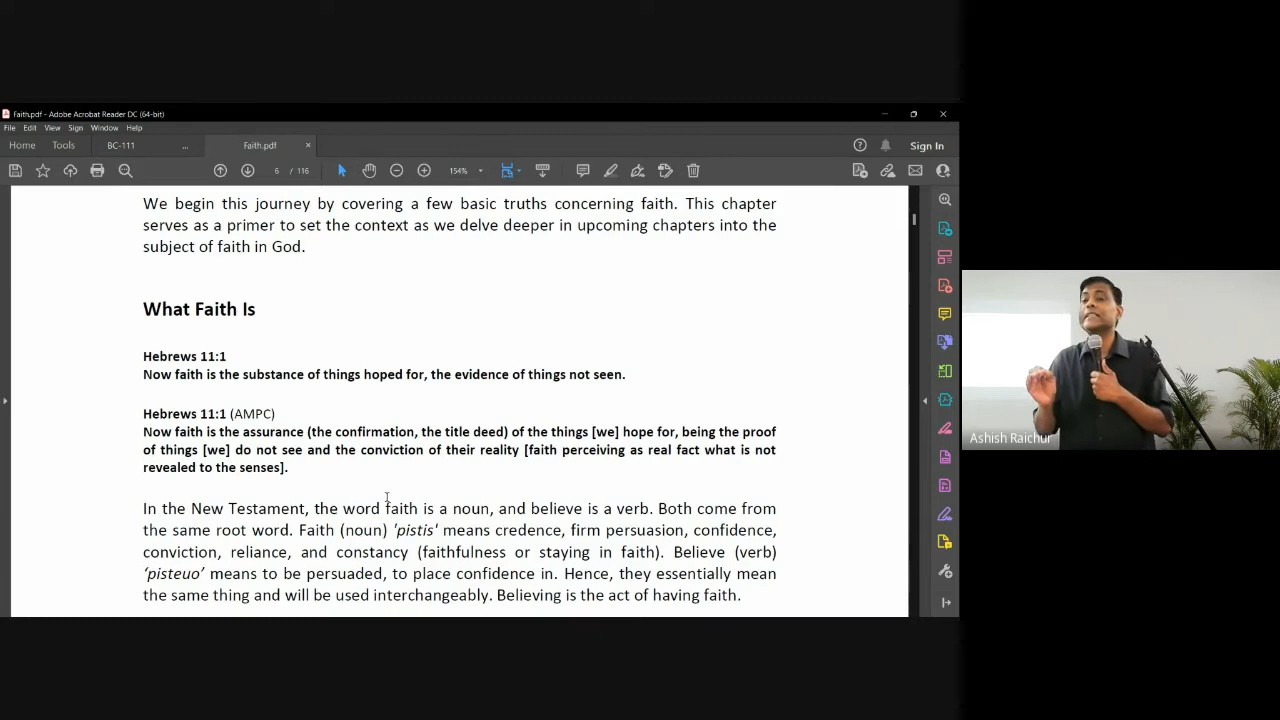 Faith.pdf - Adobe Acrobat Reader DC (64-bit)
File Edit View Sign Window Help
Home Tools BC-111 ... Faith.pdf × Sign In
6 / 116 154%
We begin this journey by covering a few basic truths concerning faith. This chapter
serves as a primer to set the context as we delve deeper in upcoming chapters into the
subject of faith in God.
What Faith Is
Hebrews 11:1
Now faith is the substance of things hoped for, the evidence of things not seen.
Hebrews 11:1 (AMPC)
Now faith is the assurance (the confirmation, the title deed) of the things [we] hope for, being the proof
of things [we] do not see and the conviction of their reality [faith perceiving as real fact what is not
revealed to the senses].
In the New Testament, the word faith is a noun, and believe is a verb. Both come from
the same root word. Faith (noun) 'pistis' means credence, firm persuasion, confidence,
conviction, reliance, and constancy (faithfulness or staying in faith). Believe (verb)
‘pisteuo’ means to be persuaded, to place confidence in. Hence, they essentially mean
the same thing and will be used interchangeably. Believing is the act of having faith.
Ashish Raichur